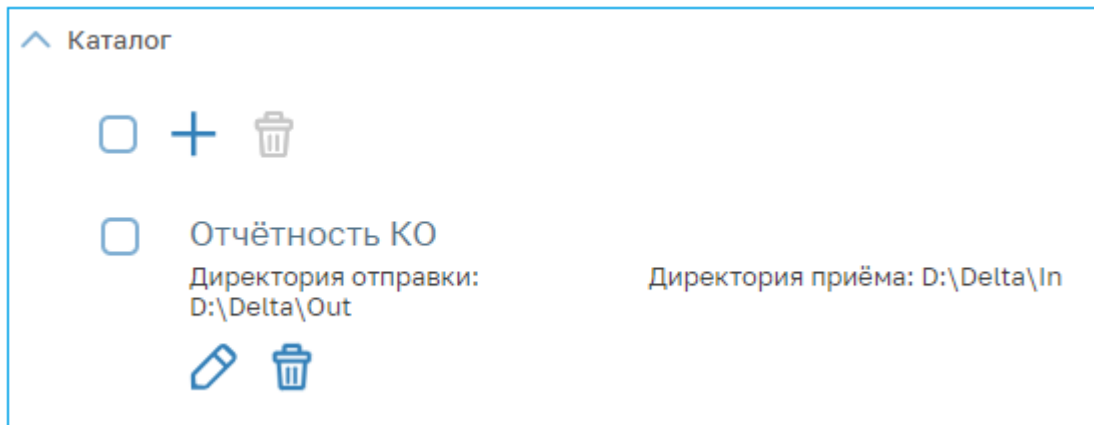 Каталог
Отчётность КО
Директория отправки: Директория приёма: D:\Delta\In
D:\Delta\Out